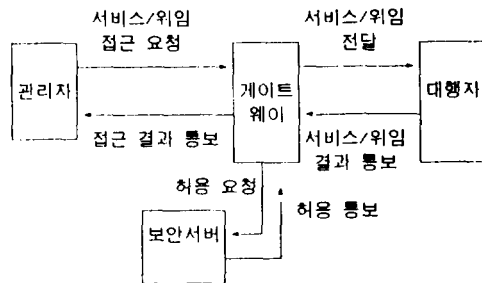 서비스/위임
접근 요청
서비스/위임
전달
관리자
게이트
웨이
대행자
접근 결과 통보
서비스/위임
결과 통보
허용 요청
허용 통보
보안서버